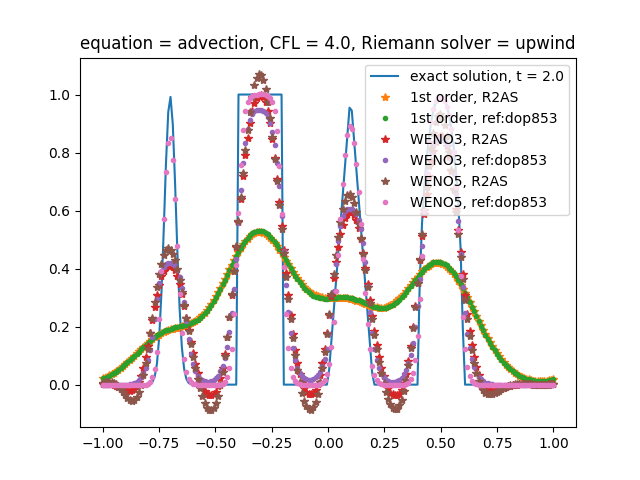 equation = advection, CFL = 4.0, Riemann solver = upwind
exact solution, t = 2.0
1st order, R2AS
1st order, ref:dop853
WENO3, R2AS
WENO3, ref:dop853
WENO5, R2AS
WENO5, ref:dop853
1.0
0.8
0.6
0.4
0.2
0.0
−1.00 −0.75 −0.50 −0.25 0.00 0.25 0.50 0.75 1.00